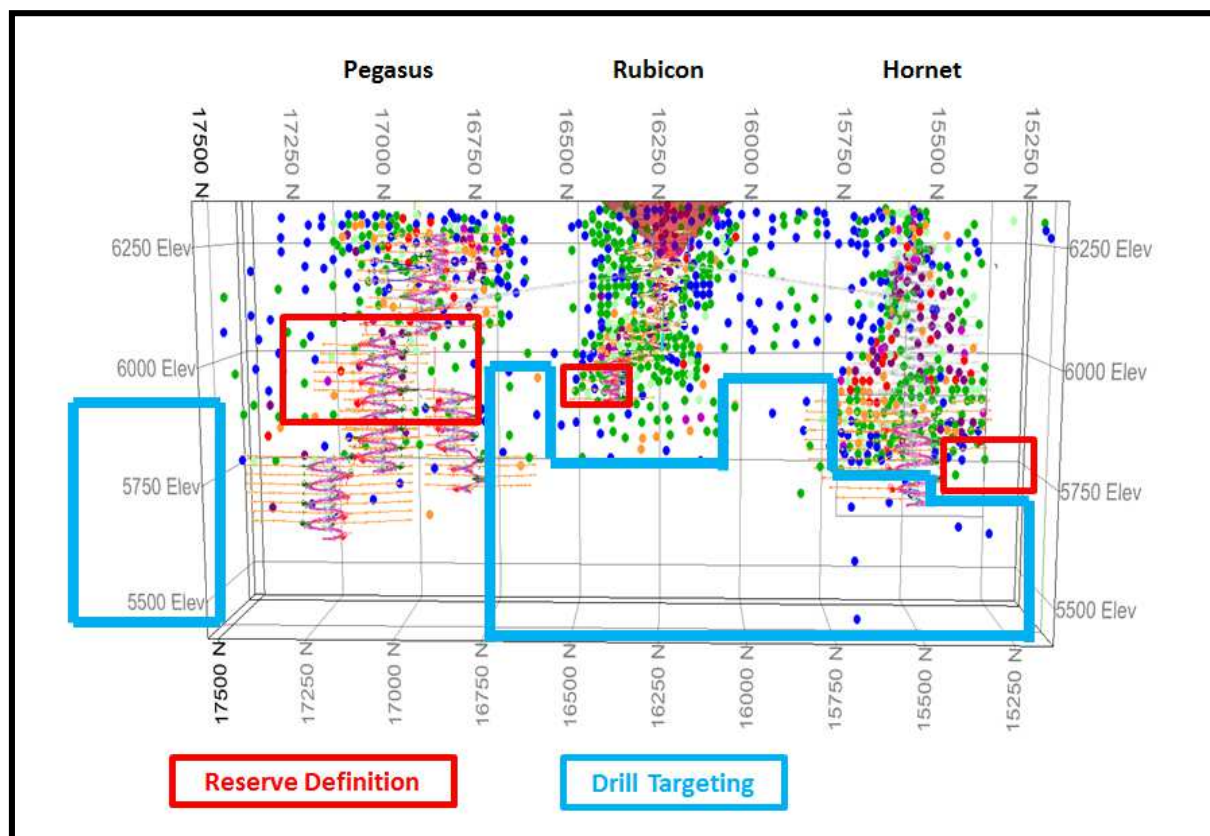 Pegasus Rubicon Hornet
17500 N 17250 N 17000 N 16750 N 16500 N 16250 N 16000 N 15750 N 15500 N 15250 N
6250 Elev 6250 Elev
6000 Elev 6000 Elev
5750 Elev 5750 Elev
5500 Elev 5500 Elev
17500 N 17250 N 17000 N 16750 N 16500 N 16250 N 16000 N 15750 N 15500 N 15250 N
Reserve Definition Drill Targeting